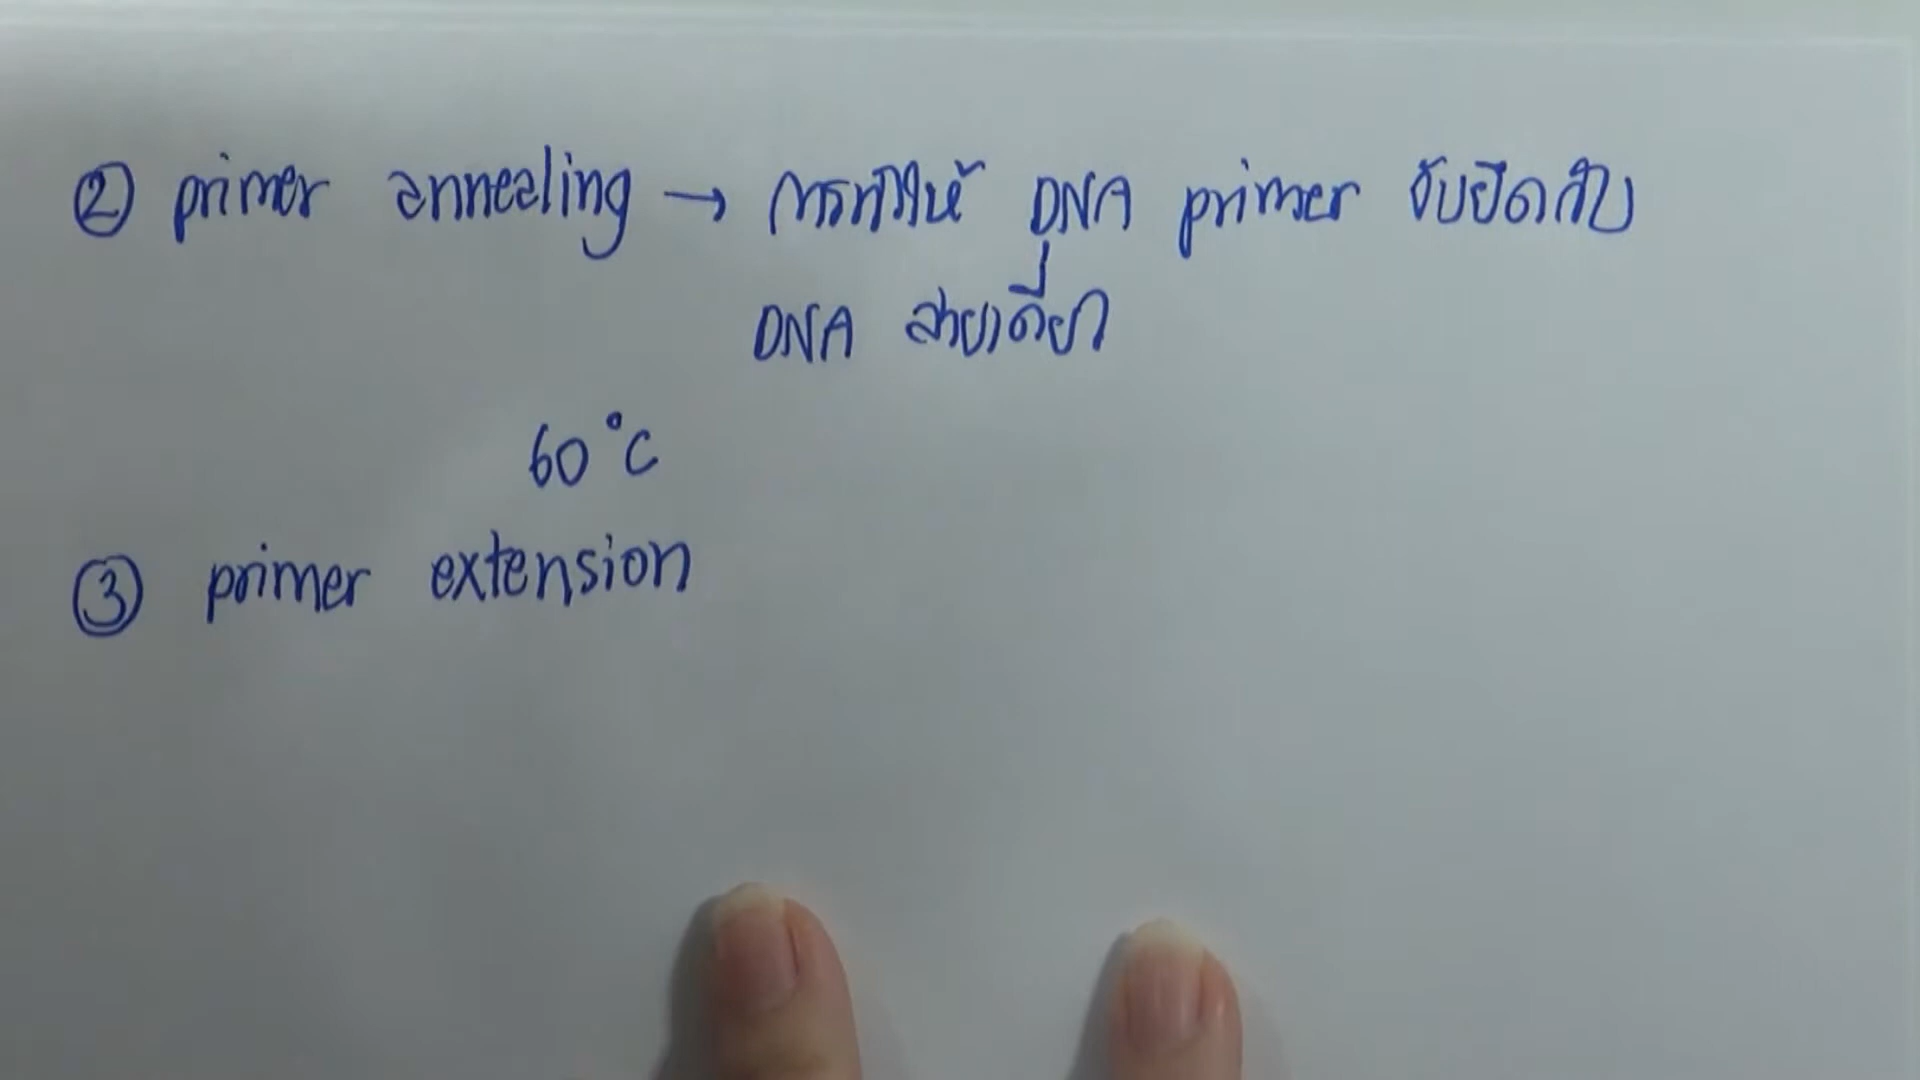 ② primer annealing → การทำให้ DNA primer จับยึดกับ
DNA สายเดี่ยว
60 °C
③ primer extension